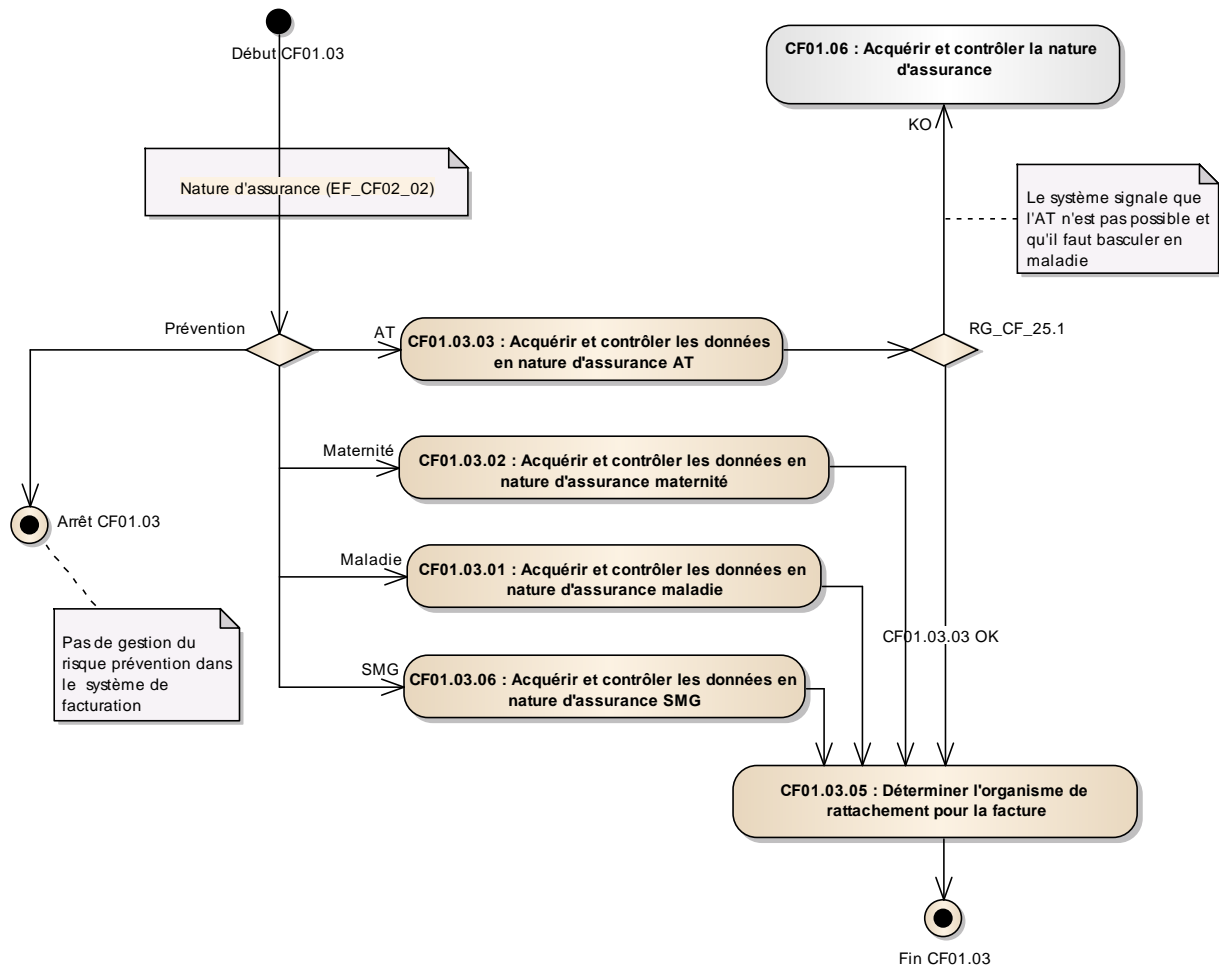 Début CF01.03
CF01.06 : Acquérir et contrôler la nature
d'assurance
KO
Nature d'assurance (EF_CF02_02)
Le système signale que
l'AT n'est pas possible et
qu'il faut basculer en
maladie
Prévention
AT
CF01.03.03 : Acquérir et contrôler les données
en nature d'assurance AT
RG_CF_25.1
Maternité
CF01.03.02 : Acquérir et contrôler les données en
nature d'assurance maternité
Arrêt CF01.03
Maladie
CF01.03.01 : Acquérir et contrôler les données en
nature d'assurance maladie
Pas de gestion du
risque prévention dans
le système de
facturation
CF01.03.03 OK
SMG
CF01.03.06 : Acquérir et contrôler les données en
nature d'assurance SMG
CF01.03.05 : Déterminer l'organisme de
rattachement pour la facture
Fin CF01.03